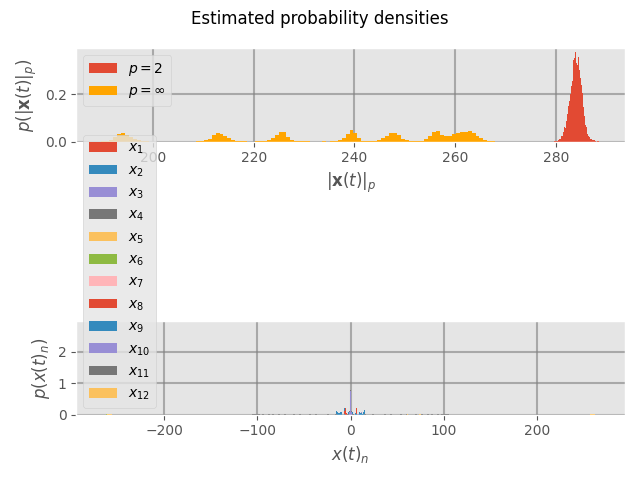 Estimated probability densities
p(|x(t)|_p)
p = 2
p = ∞
0.2
0.0
200
220
240
260
280
|x(t)|_p
x_1
x_2
x_3
x_4
x_5
x_6
x_7
x_8
x_9
x_10
x_11
x_12
p(x(t)_n)
2
1
0
−200
−100
0
100
200
x(t)_n